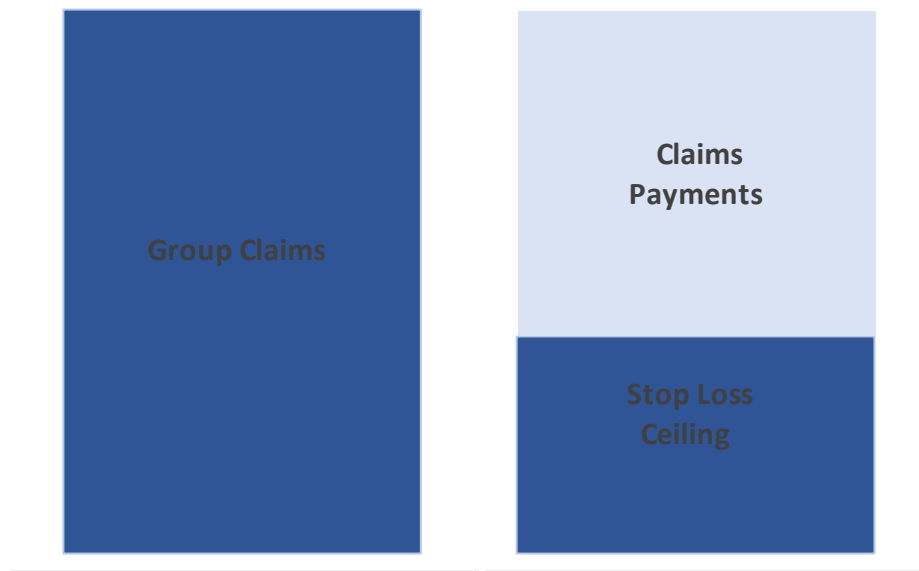 Group Claims
Claims
Payments
Stop Loss
Ceiling